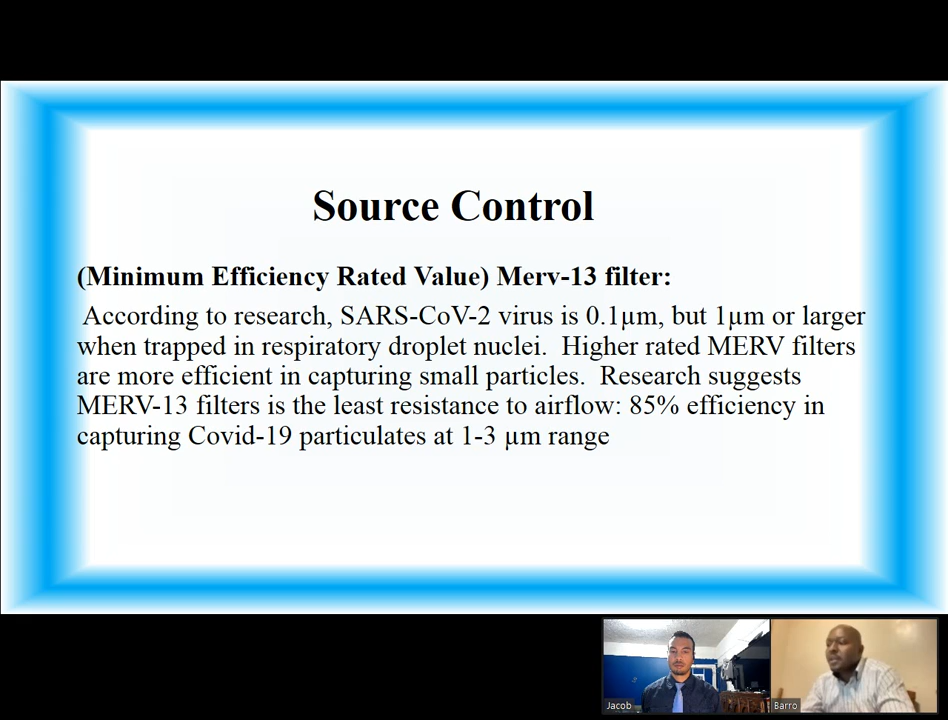 Source Control
(Minimum Efficiency Rated Value) Merv-13 filter:
According to research, SARS-CoV-2 virus is 0.1µm, but 1µm or larger
when trapped in respiratory droplet nuclei.  Higher rated MERV filters
are more efficient in capturing small particles.  Research suggests
MERV-13 filters is the least resistance to airflow: 85% efficiency in
capturing Covid-19 particulates at 1-3 µm range
Jacob
Barro